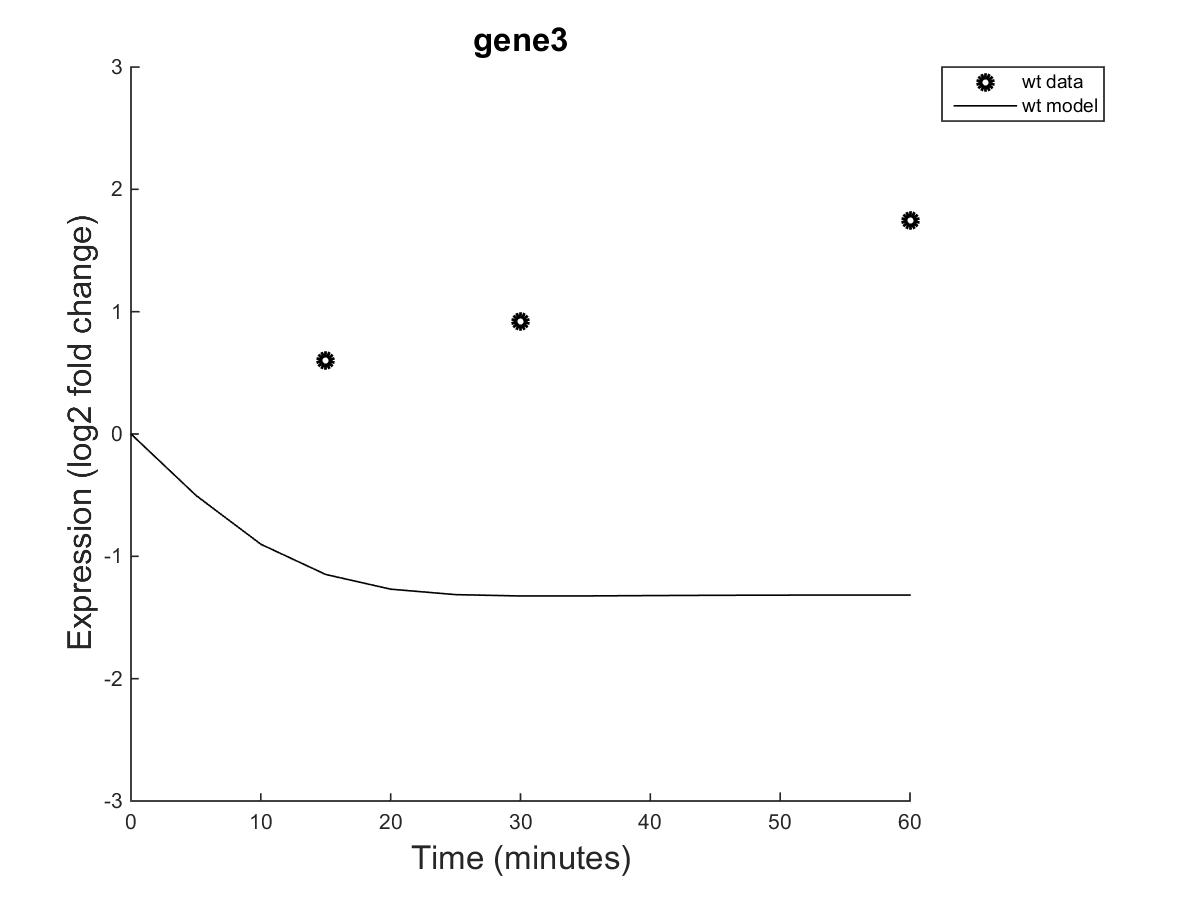 gene3
wt data
wt model
Expression (log2 fold change)
3
2
1
0
-1
-2
-3
0 10 20 30 40 50 60
Time (minutes)